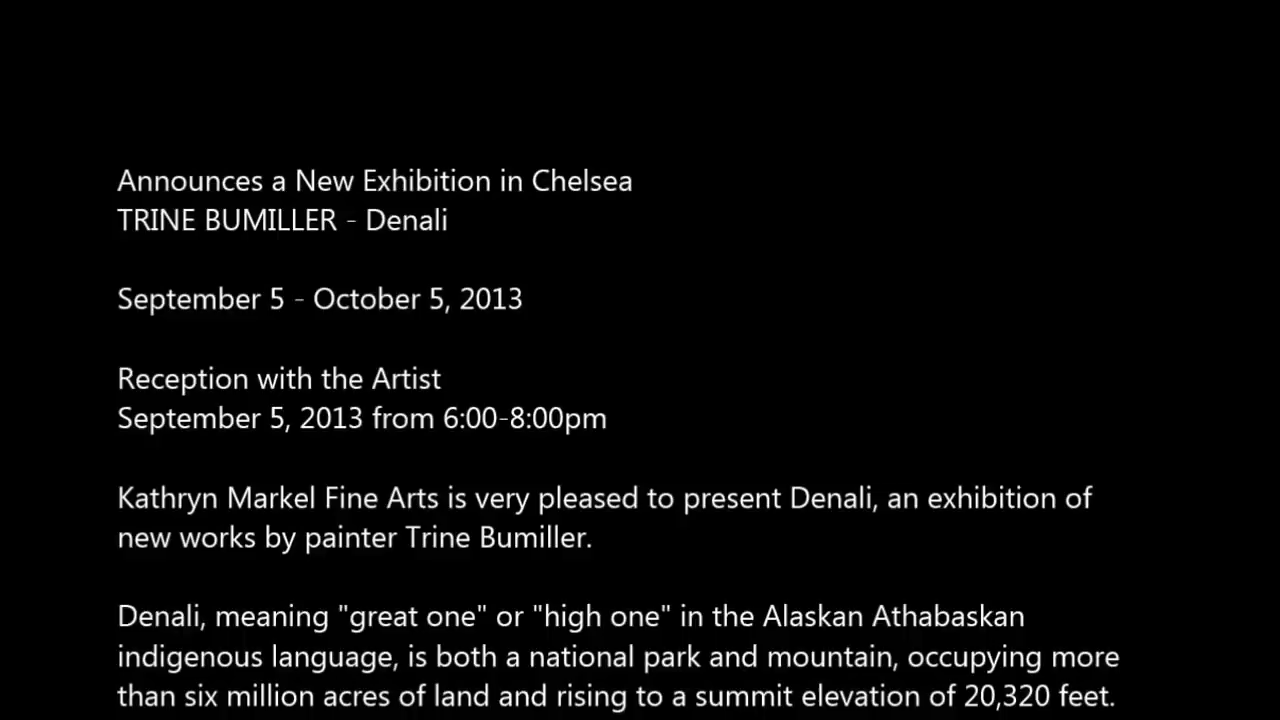 Announces a New Exhibition in Chelsea
TRINE BUMILLER - Denali
September 5 - October 5, 2013
Reception with the Artist
September 5, 2013 from 6:00-8:00pm
Kathryn Markel Fine Arts is very pleased to present Denali, an exhibition of
new works by painter Trine Bumiller.
Denali, meaning "great one" or "high one" in the Alaskan Athabaskan
indigenous language, is both a national park and mountain, occupying more
than six million acres of land and rising to a summit elevation of 20,320 feet.